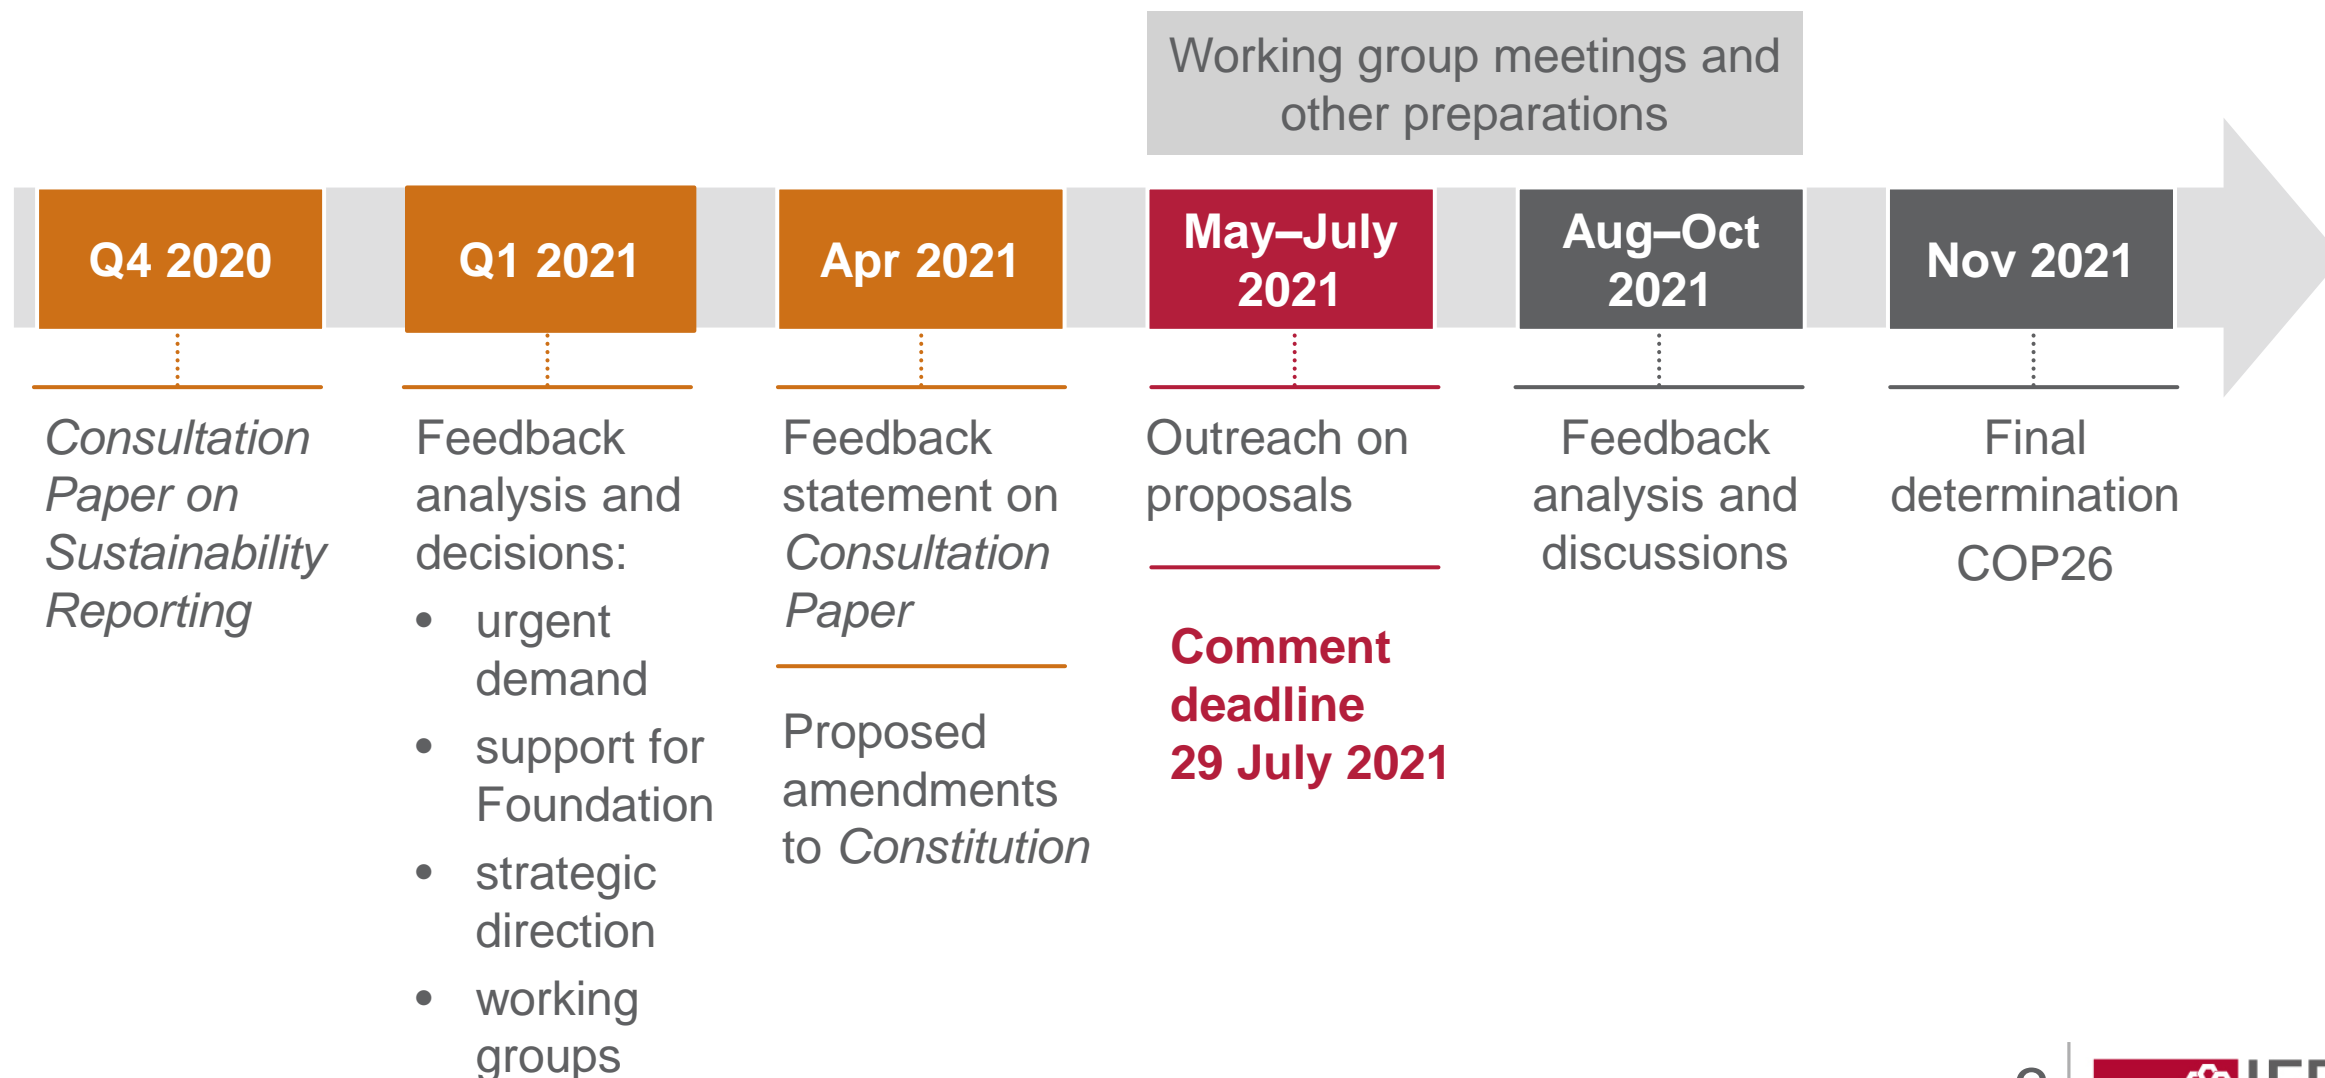 Working group meetings and
other preparations
Q4 2020
Q1 2021
Apr 2021
May–July
2021
Aug–Oct
2021
Nov 2021
Consultation
Paper on
Sustainability
Reporting
Feedback
analysis and
decisions:
• urgent
demand
• support for
Foundation
• strategic
direction
• working
groups
Feedback
statement on
Consultation
Paper
Proposed
amendments
to Constitution
Outreach on
proposals
Comment
deadline
29 July 2021
Feedback
analysis and
discussions
Final
determination
COP26